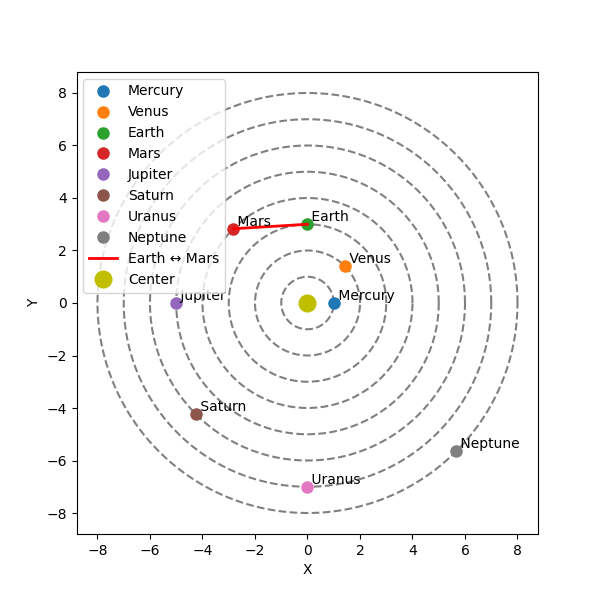 Mercury
Venus
Earth
Mars
Jupiter
Saturn
Uranus
Neptune
Earth ↔ Mars
Center
Earth
Mars
Venus
Mercury
Jupiter
Saturn
Neptune
Uranus
8
6
4
2
0
−2
−4
−6
−8
Y
−8 −6 −4 −2 0 2 4 6 8
X